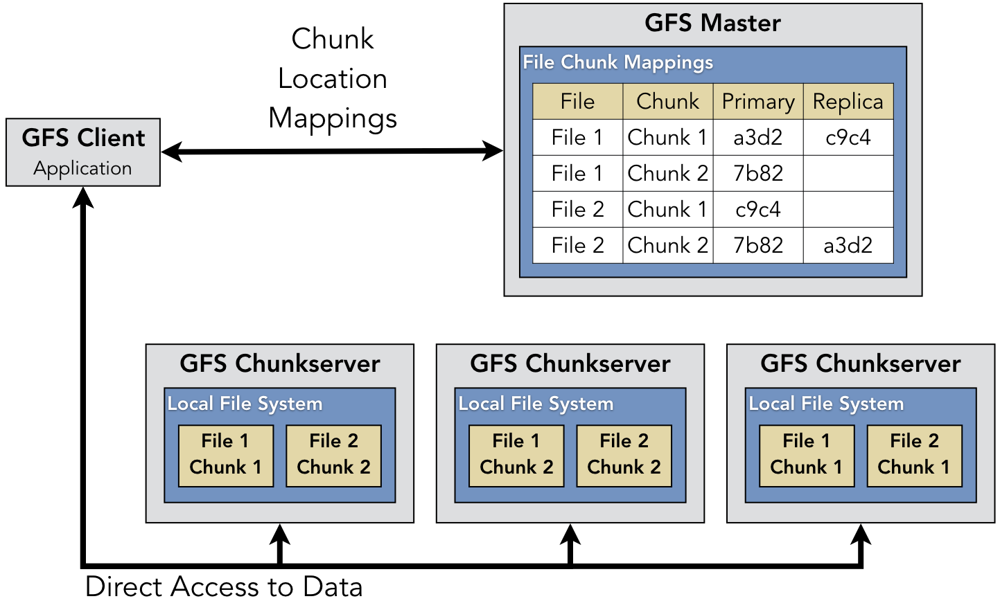 Chunk
Location
Mappings
GFS Client
Application
GFS Master
File Chunk Mappings
File Chunk Primary Replica
File 1 Chunk 1 a3d2 c9c4
File 1 Chunk 2 7b82
File 2 Chunk 1 c9c4
File 2 Chunk 2 7b82 a3d2
GFS Chunkserver
Local File System
File 1
Chunk 1
File 2
Chunk 2
GFS Chunkserver
Local File System
File 1
Chunk 2
File 2
Chunk 2
GFS Chunkserver
Local File System
File 1
Chunk 1
File 2
Chunk 1
Direct Access to Data